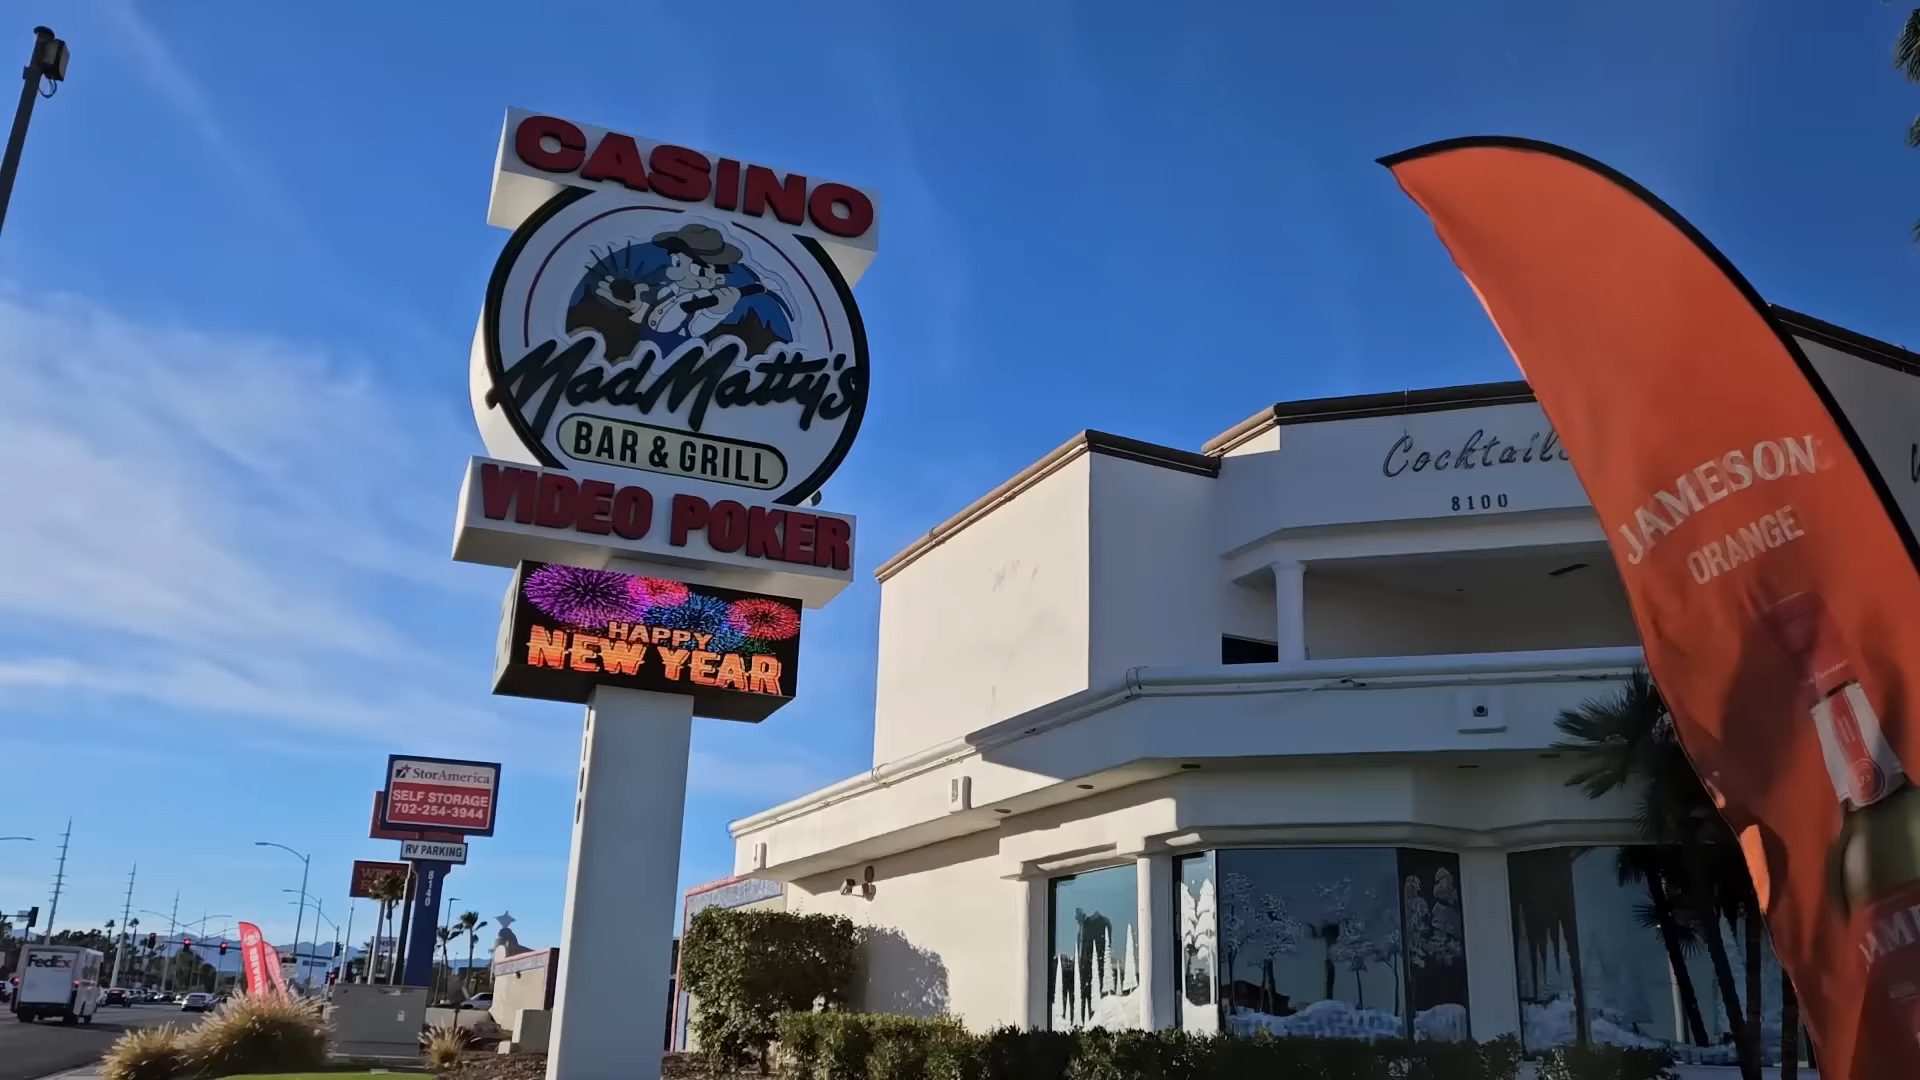 CASINO
MadMatty's
BAR & GRILL
VIDEO POKER
HAPPY
NEW YEAR
Cocktails
8100
JAMESON
ORANGE
StorAmerica
SELF STORAGE
702-254-3944
RV PARKING
8140
FedEx